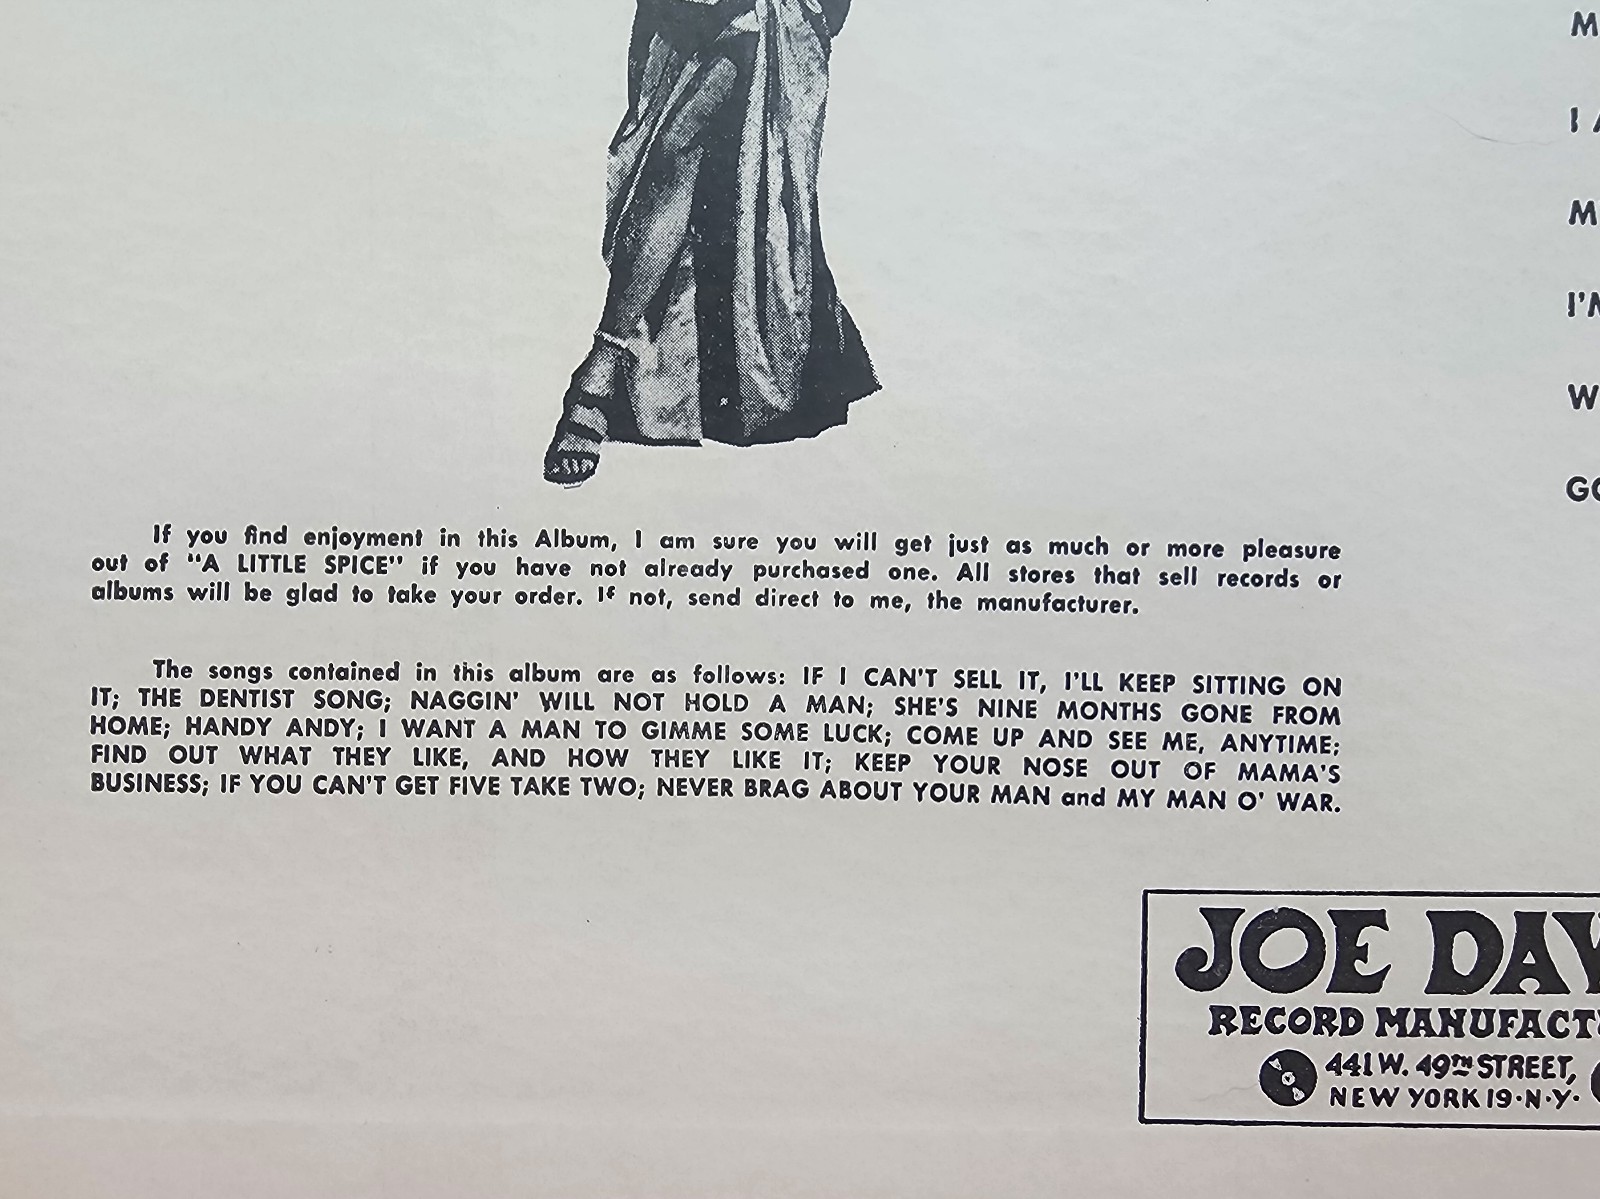 If you find enjoyment in this Album, I am sure you will get just as much or more pleasure
out of "A LITTLE SPICE" if you have not already purchased one. All stores that sell records or
albums will be glad to take your order. If not, send direct to me, the manufacturer.
The songs contained in this album are as follows: IF I CAN'T SELL IT, I'LL KEEP SITTING ON
IT; THE DENTIST SONG; NAGGIN' WILL NOT HOLD A MAN; SHE'S NINE MONTHS GONE FROM
HOME; HANDY ANDY; I WANT A MAN TO GIMME SOME LUCK; COME UP AND SEE ME, ANYTIME;
FIND OUT WHAT THEY LIKE, AND HOW THEY LIKE IT; KEEP YOUR NOSE OUT OF MAMA'S
BUSINESS; IF YOU CAN'T GET FIVE TAKE TWO; NEVER BRAG ABOUT YOUR MAN and MY MAN O' WAR.
M
I
M
I'M
W
GO
JOE DAV
RECORD MANUFACT
441 W. 49TH STREET,
NEW YORK 19·N·Y·